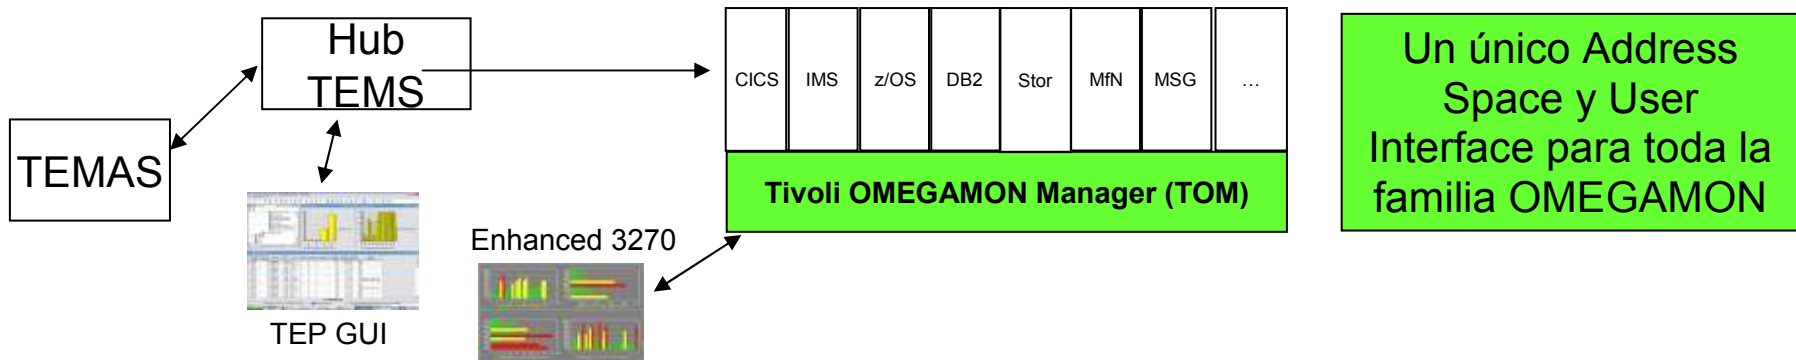 Hub
TEMS
TEMAS
TEP GUI
Enhanced 3270
CICS
IMS
z/OS
DB2
Stor
MfN
MSG
...
Tivoli OMEGAMON Manager (TOM)
Un único Address
Space y User
Interface para toda la
familia OMEGAMON